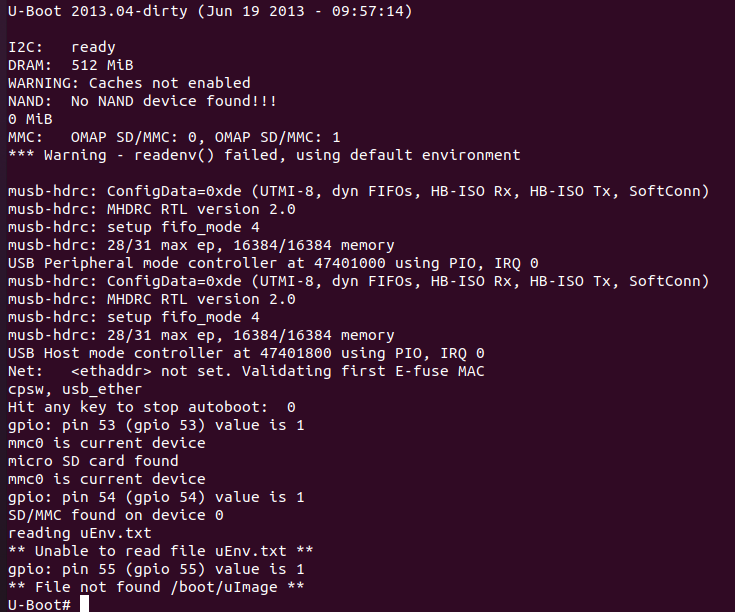 U-Boot 2013.04-dirty (Jun 19 2013 - 09:57:14)

I2C:   ready
DRAM:  512 MiB
WARNING: Caches not enabled
NAND:  No NAND device found!!!
0 MiB
MMC:   OMAP SD/MMC: 0, OMAP SD/MMC: 1
*** Warning - readenv() failed, using default environment

musb-hdrc: ConfigData=0xde (UTMI-8, dyn FIFOs, HB-ISO Rx, HB-ISO Tx, SoftConn)
musb-hdrc: MHDRC RTL version 2.0
musb-hdrc: setup fifo_mode 4
musb-hdrc: 28/31 max ep, 16384/16384 memory
USB Peripheral mode controller at 47401000 using PIO, IRQ 0
musb-hdrc: ConfigData=0xde (UTMI-8, dyn FIFOs, HB-ISO Rx, HB-ISO Tx, SoftConn)
musb-hdrc: MHDRC RTL version 2.0
musb-hdrc: setup fifo_mode 4
musb-hdrc: 28/31 max ep, 16384/16384 memory
USB Host mode controller at 47401800 using PIO, IRQ 0
Net:   <ethaddr> not set. Validating first E-fuse MAC
cpsw, usb_ether
Hit any key to stop autoboot:  0
gpio: pin 53 (gpio 53) value is 1
mmc0 is current device
micro SD card found
mmc0 is current device
gpio: pin 54 (gpio 54) value is 1
SD/MMC found on device 0
reading uEnv.txt
** Unable to read file uEnv.txt **
gpio: pin 55 (gpio 55) value is 1
** File not found /boot/uImage **
U-Boot#